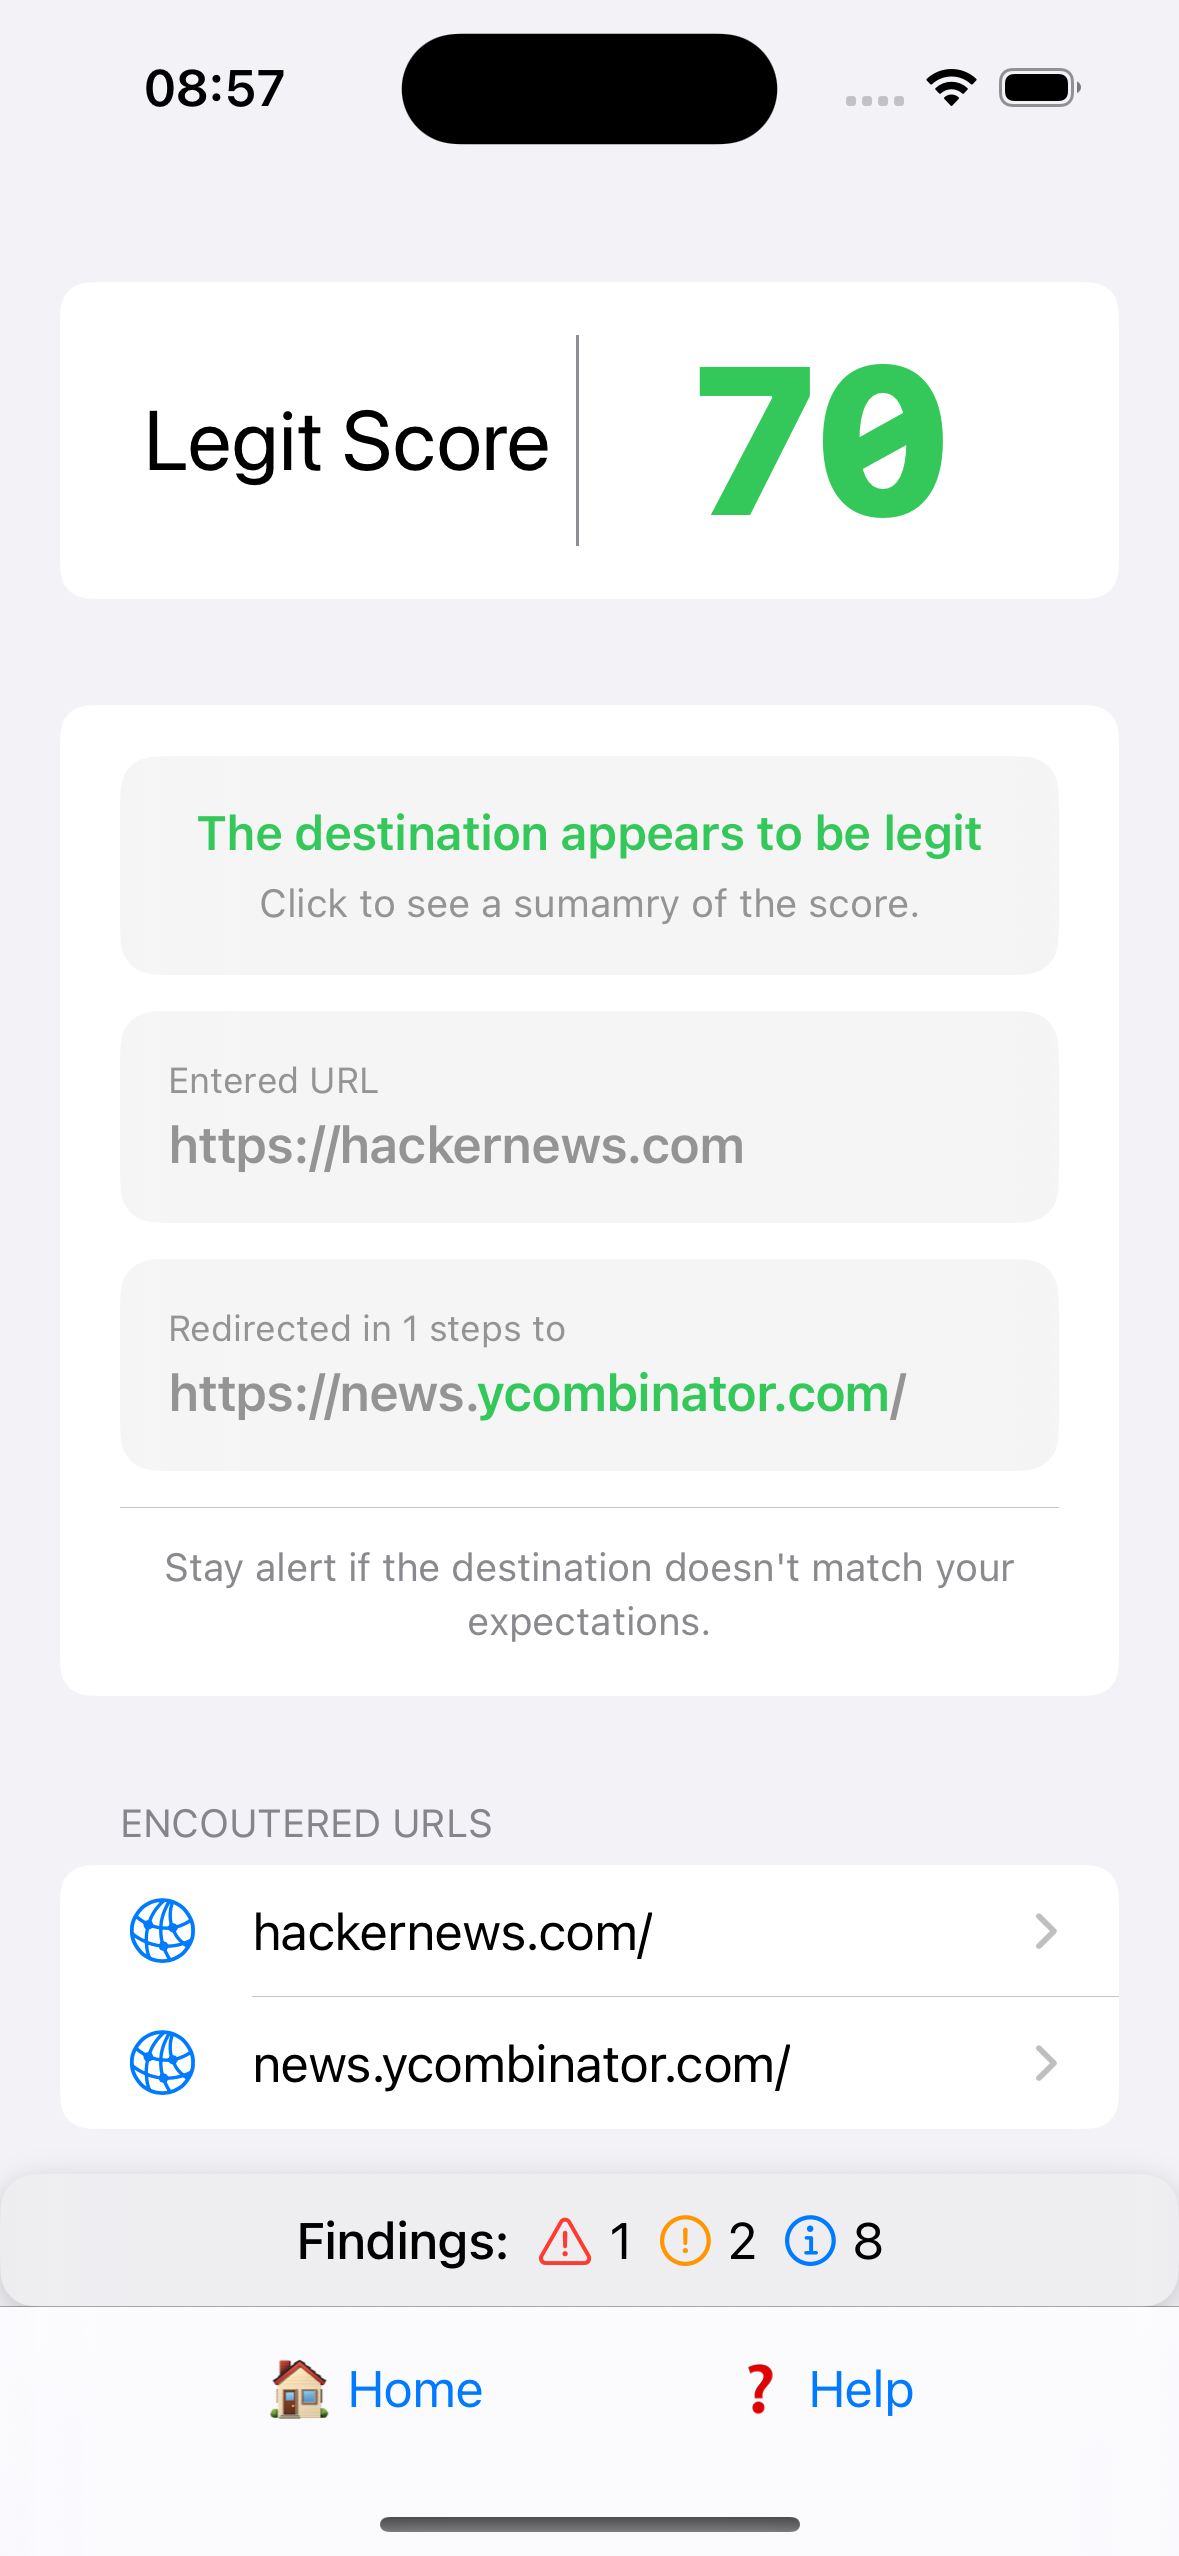 08:57
Legit Score
70
The destination appears to be legit
Click to see a sumamry of the score.
Entered URL
https://hackernews.com
Redirected in 1 steps to
https://news.ycombinator.com/
Stay alert if the destination doesn't match your
expectations.
ENCOUTERED URLS
hackernews.com/
news.ycombinator.com/
Findings: 1 2 8
Home Help